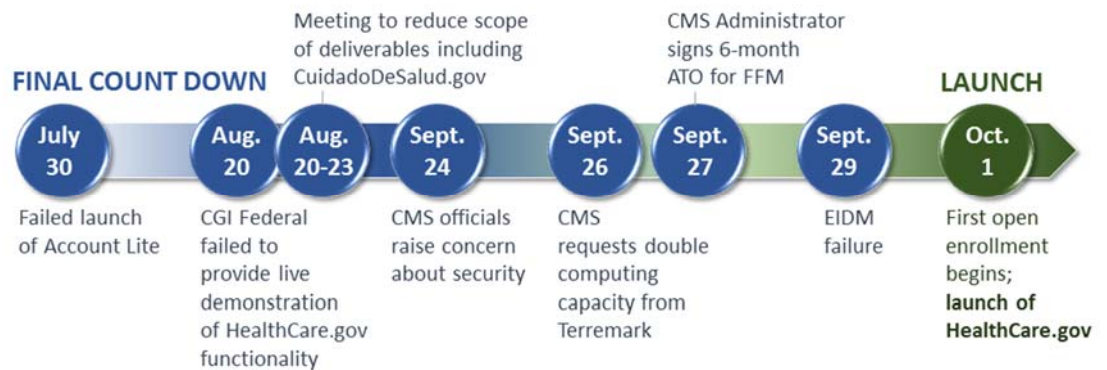 Meeting to reduce scope
of deliverables including
CuidadoDeSalud.gov
CMS Administrator
signs 6-month
ATO for FFM
FINAL COUNT DOWN
LAUNCH
July
30
Aug.
20
Aug.
20-23
Sept.
24
Sept.
26
Sept.
27
Sept.
29
Oct.
1
Failed launch
of Account Lite
CGI Federal
failed to
provide live
demonstration
of HealthCare.gov
functionality
CMS officials
raise concern
about security
CMS
requests double
computing
capacity from
Terremark
EIDM
failure
First open
enrollment
begins;
launch of
HealthCare.gov